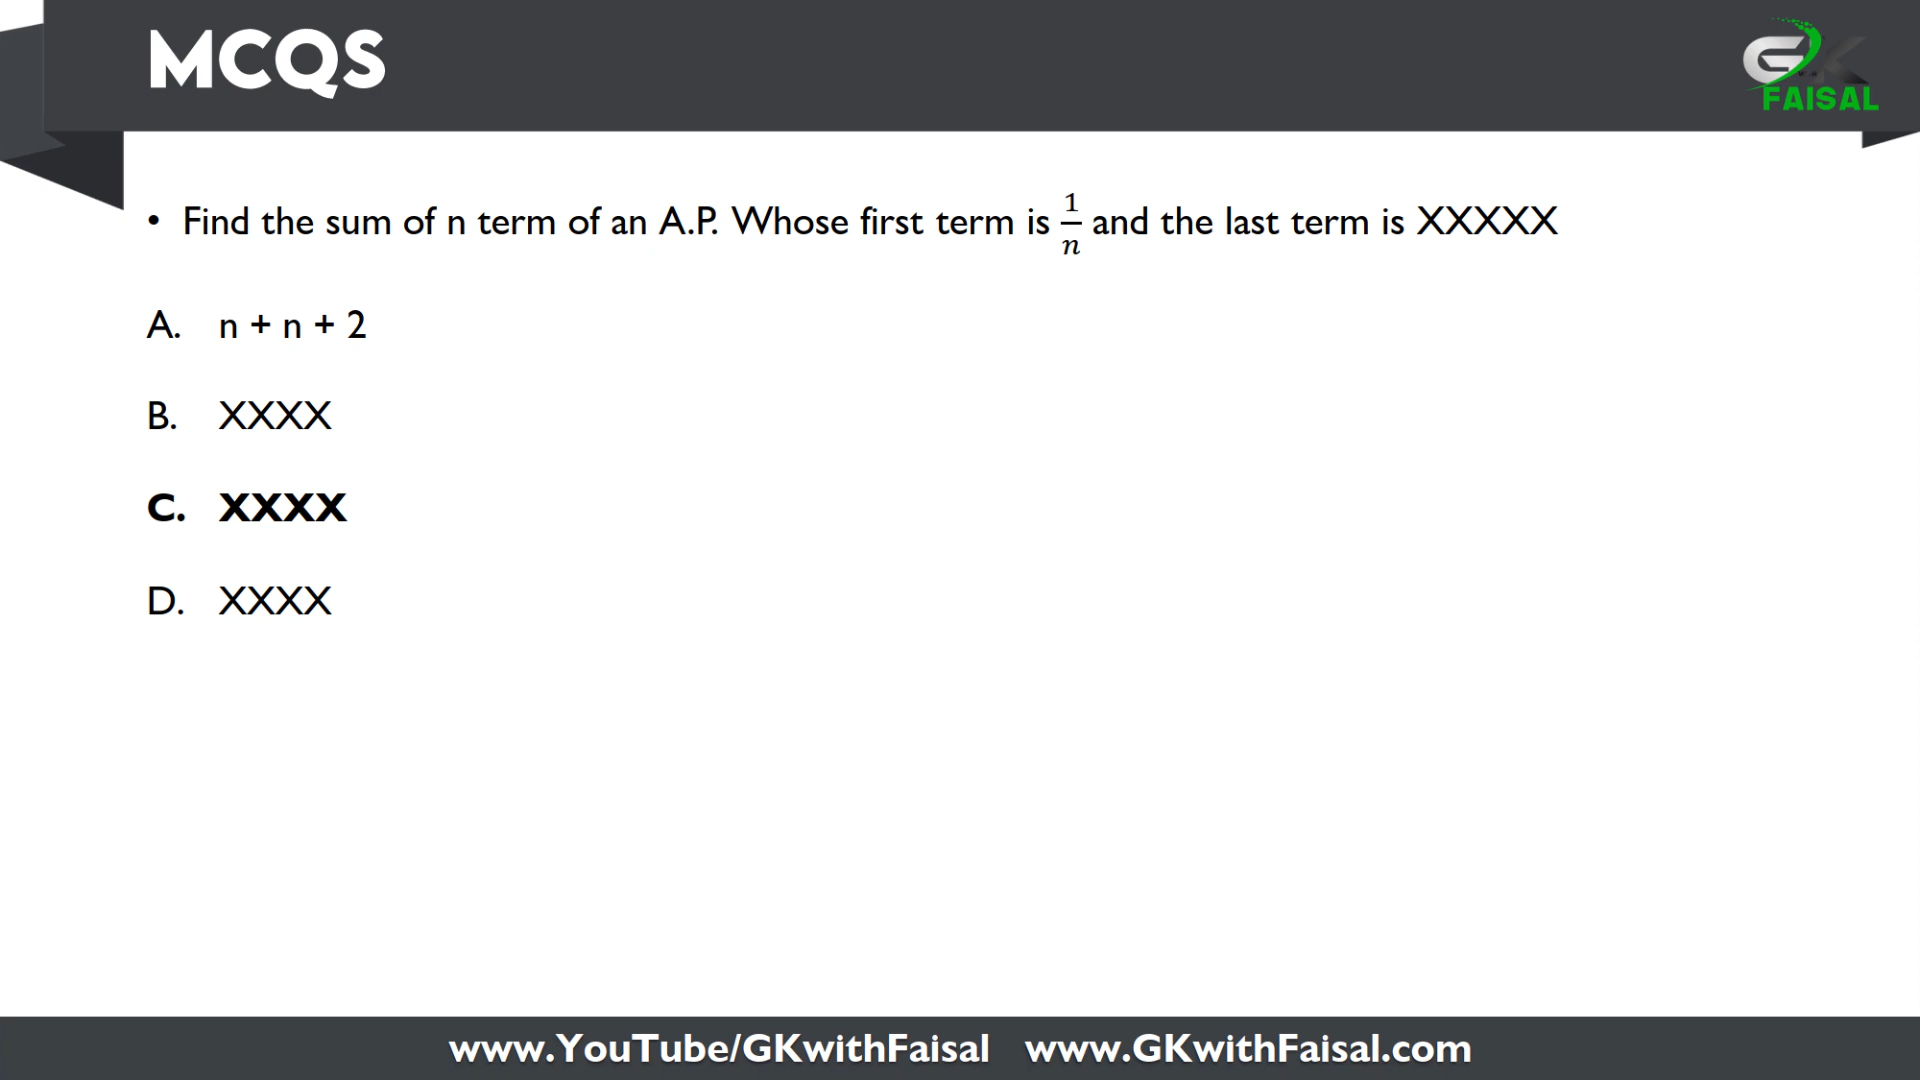 MCQS
GK
FAISAL
• Find the sum of n term of an A.P. Whose first term is 1/n and the last term is XXXXX
A. n + n + 2
B. XXXX
C. XXXX
D. XXXX
www.YouTube/GKwithFaisal www.GKwithFaisal.com